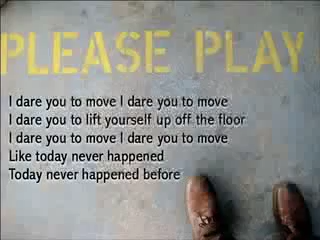 PLEASE PLAY
I dare you to move I dare you to move
I dare you to lift yourself up off the floor
I dare you to move I dare you to move
Like today never happened
Today never happened before